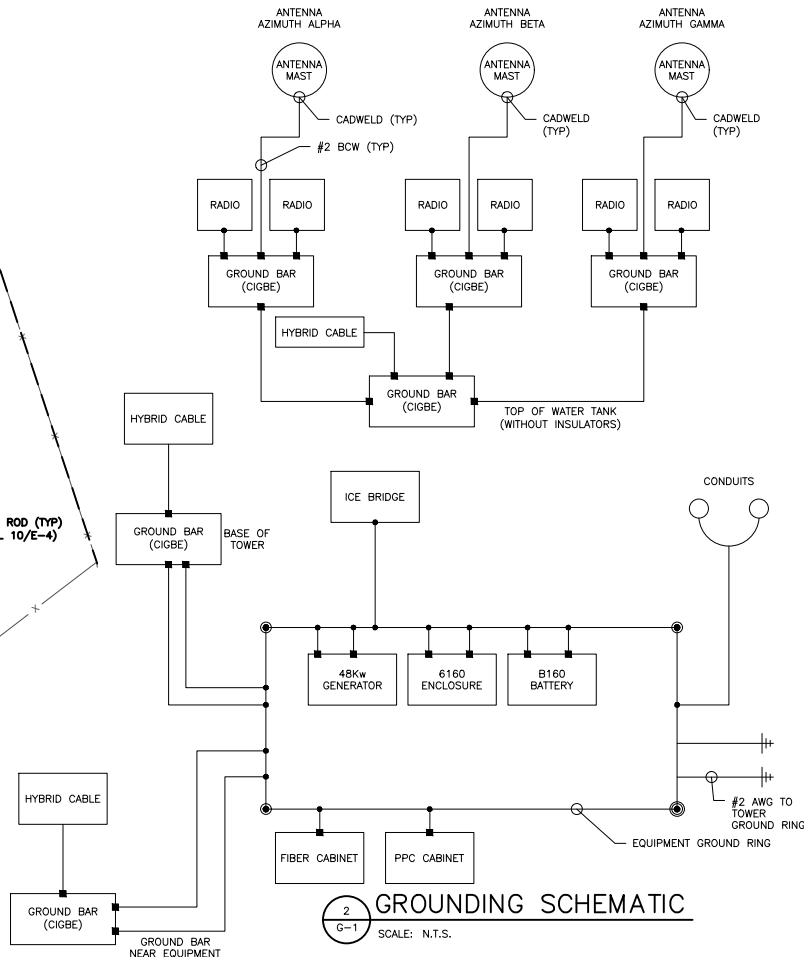 ANTENNA
AZIMUTH ALPHA
ANTENNA
AZIMUTH BETA
ANTENNA
AZIMUTH GAMMA
ANTENNA
MAST
ANTENNA
MAST
ANTENNA
MAST
CADWELD (TYP)
CADWELD
(TYP)
CADWELD
(TYP)
#2 BCW (TYP)
RADIO
RADIO
RADIO
RADIO
RADIO
RADIO
GROUND BAR
(CIGBE)
GROUND BAR
(CIGBE)
GROUND BAR
(CIGBE)
HYBRID CABLE
GROUND BAR
(CIGBE)
TOP OF WATER TANK
(WITHOUT INSULATORS)
HYBRID CABLE
ICE BRIDGE
CONDUITS
ROD (TYP)
10/E-4)
GROUND BAR
(CIGBE)
BASE OF
TOWER
48Kw
GENERATOR
6160
ENCLOSURE
B160
BATTERY
HYBRID CABLE
#2 AWG TO
TOWER
GROUND RING
EQUIPMENT GROUND RING
FIBER CABINET
PPC CABINET
GROUND BAR
(CIGBE)
GROUND BAR
NEAR EQUIPMENT
2
G-1
GROUNDING SCHEMATIC
SCALE: N.T.S.